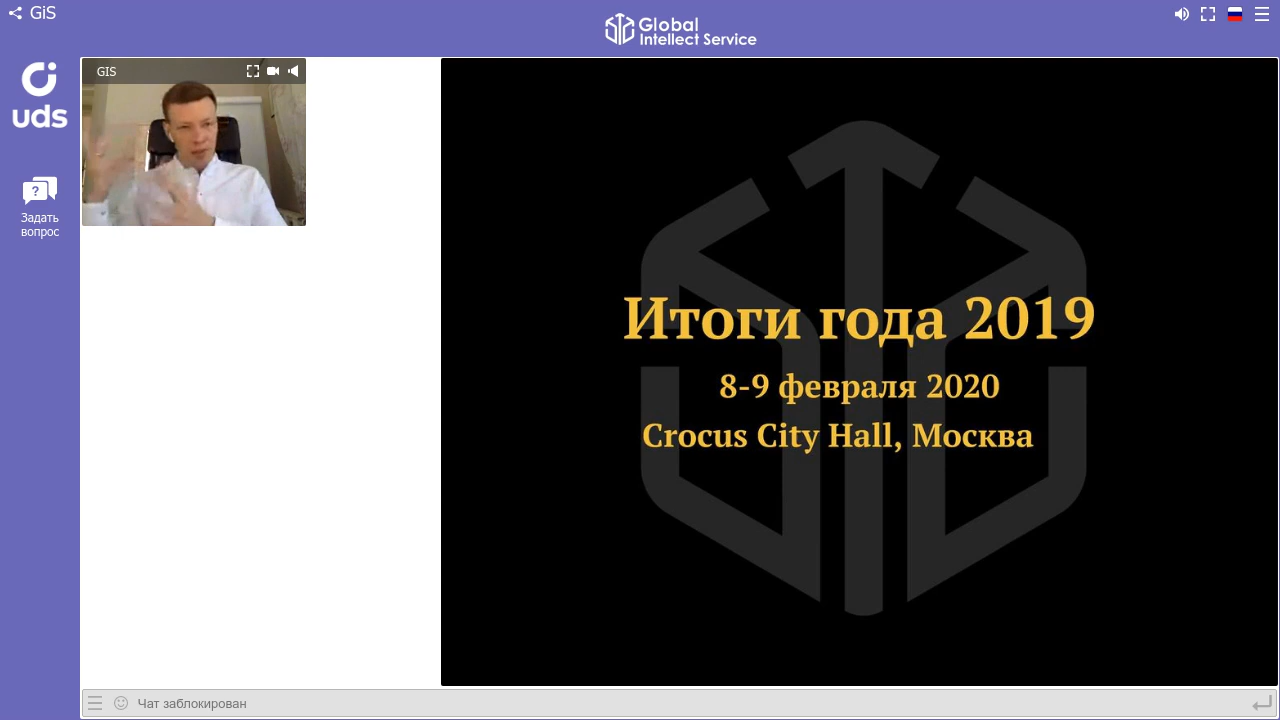 GiS
Global
Intellect Service
uds
GIS
Задать
вопрос
Итоги года 2019
8-9 февраля 2020
Crocus City Hall, Москва
Чат заблокирован